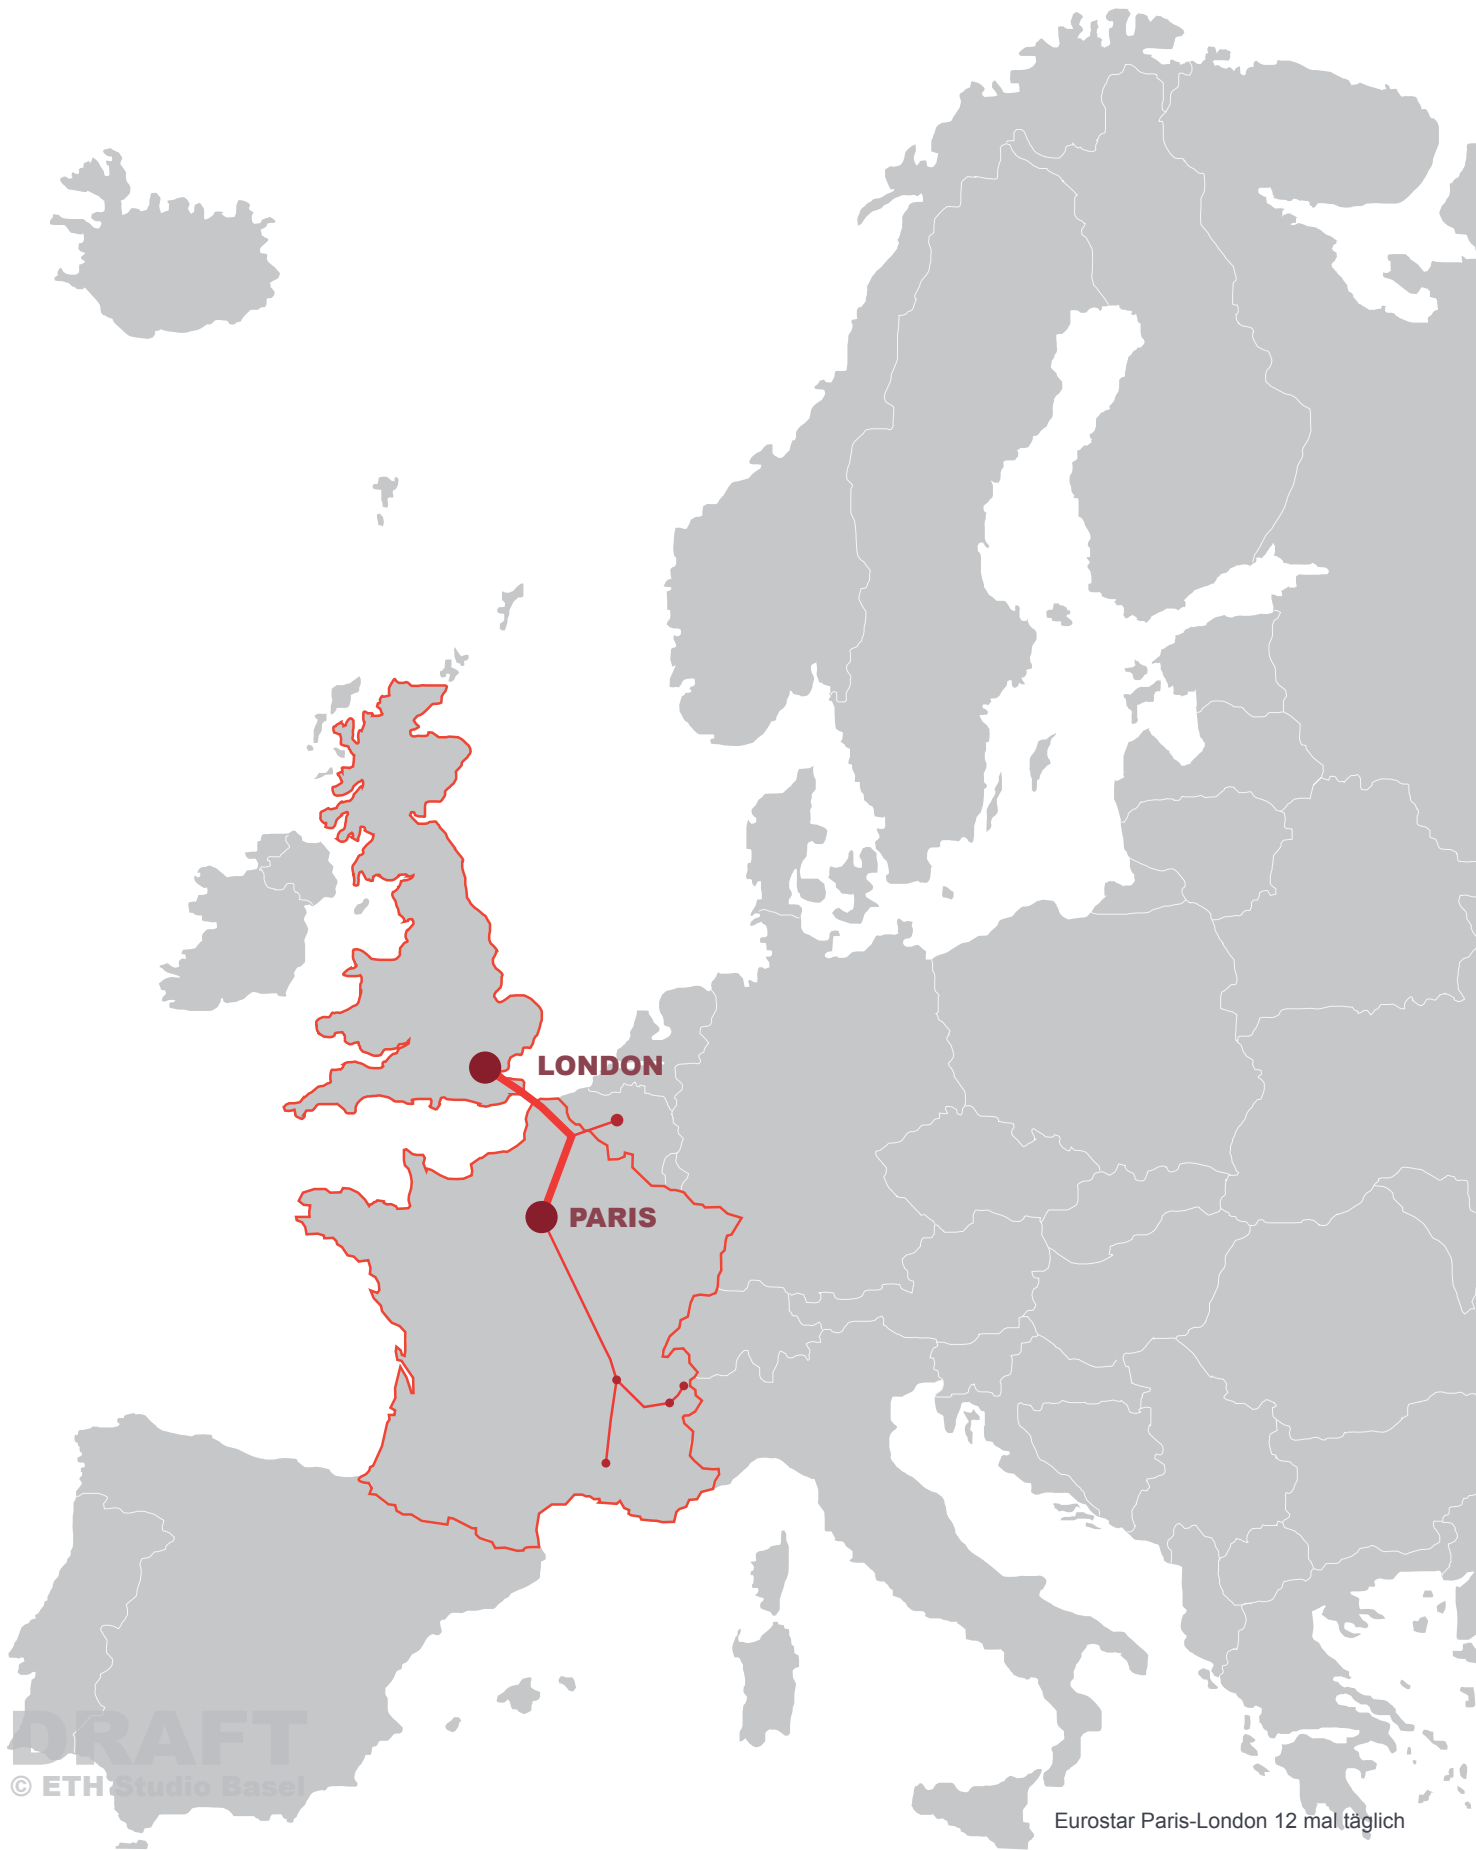 LONDON
PARIS
DRAFT
© ETH Studio Basel
Eurostar Paris-London 12 mal täglich